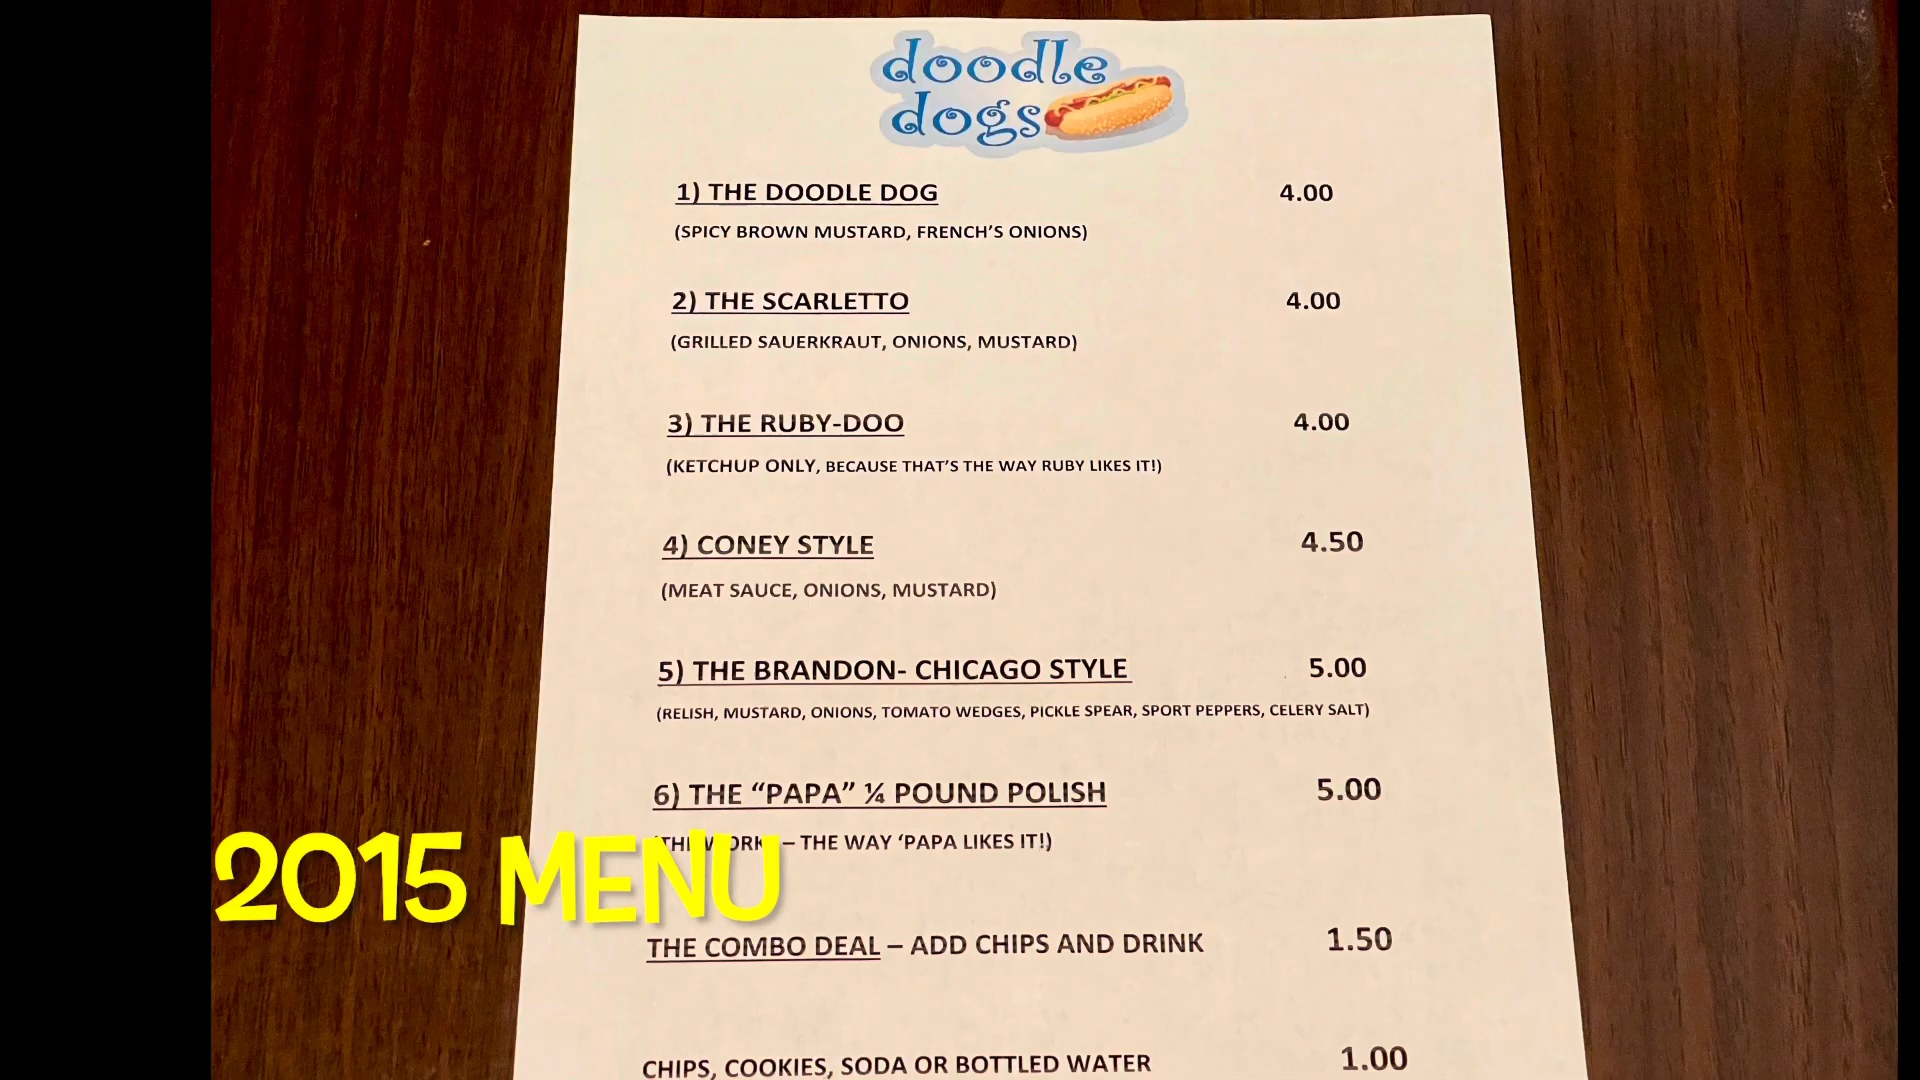 doodle
dogs
1) THE DOODLE DOG 4.00
(SPICY BROWN MUSTARD, FRENCH'S ONIONS)
2) THE SCARLETTO 4.00
(GRILLED SAUERKRAUT, ONIONS, MUSTARD)
3) THE RUBY-DOO 4.00
(KETCHUP ONLY, BECAUSE THAT'S THE WAY RUBY LIKES IT!)
4) CONEY STYLE 4.50
(MEAT SAUCE, ONIONS, MUSTARD)
5) THE BRANDON- CHICAGO STYLE 5.00
(RELISH, MUSTARD, ONIONS, TOMATO WEDGES, PICKLE SPEAR, SPORT PEPPERS, CELERY SALT)
6) THE “PAPA” ¼ POUND POLISH 5.00
– THE WAY ‘PAPA LIKES IT!)
2015 MENU
THE COMBO DEAL – ADD CHIPS AND DRINK 1.50
CHIPS, COOKIES, SODA OR BOTTLED WATER 1.00